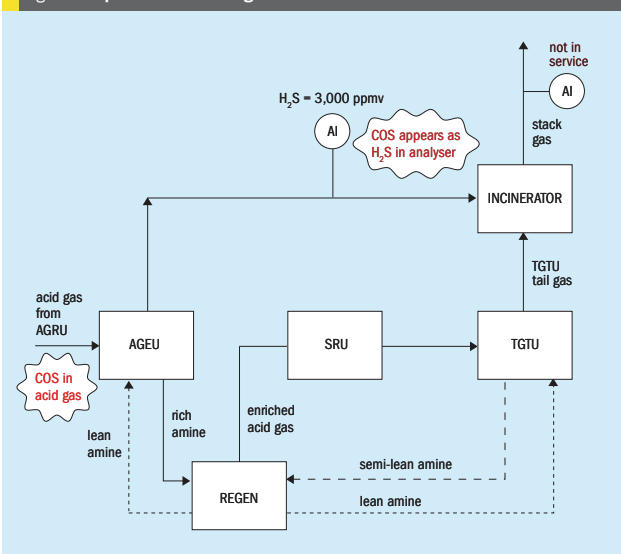 not in
service
AI
H₂S = 3,000 ppmv
AI
COS appears as
H₂S in analyser
stack
gas
INCINERATOR
TGTU
tail gas
acid gas
from
AGRU
AGEU
SRU
TGTU
COS in
acid gas
rich
amine
enriched
acid gas
lean
amine
semi-lean amine
REGEN
lean amine